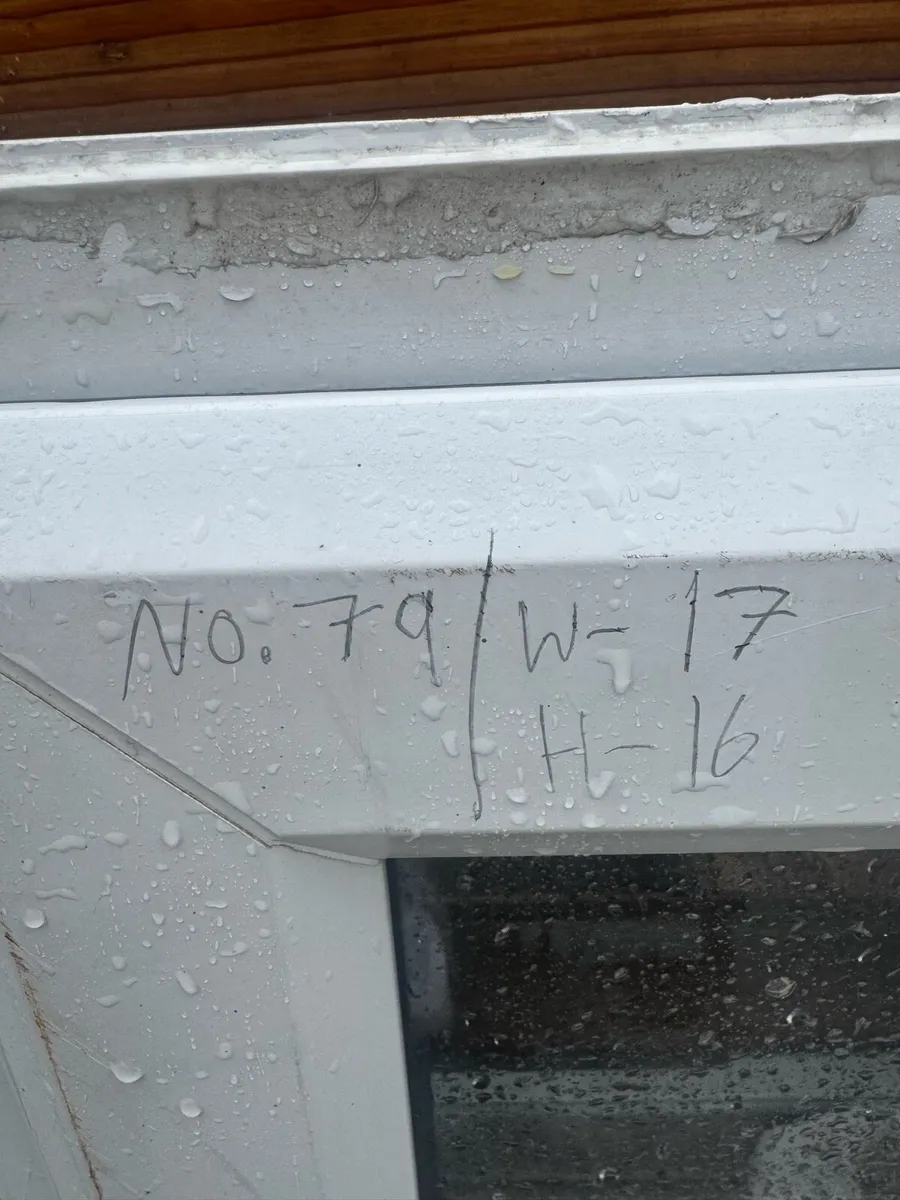 No. 79 / W- 17
H- 16